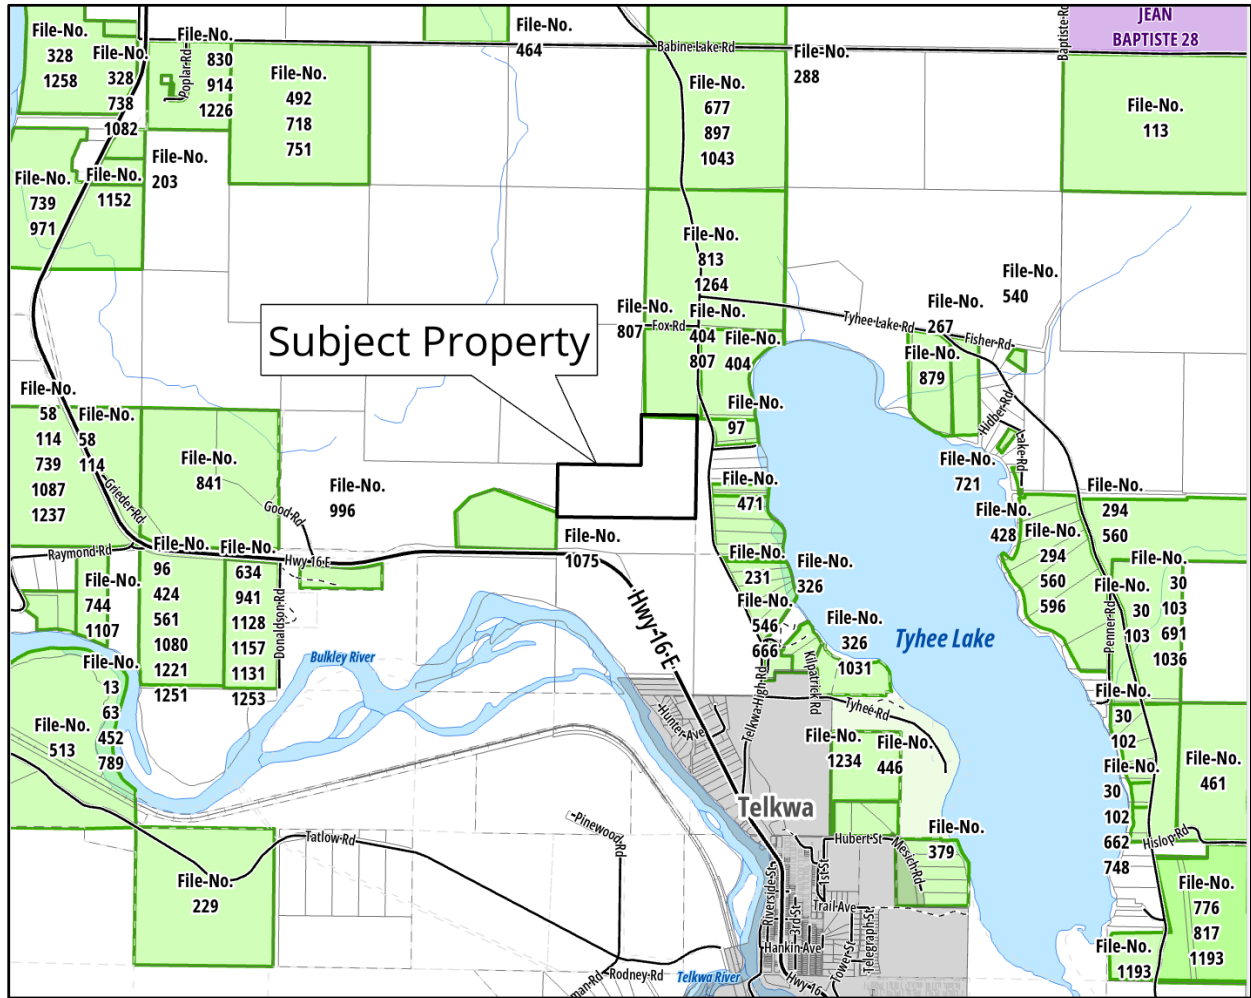 JEAN
BAPTISTE 28
File-No.
328
1258
File-No.
328
738
1082
File-No.
830
914
1226
Poplar Rd
File-No.
492
718
751
File-No.
464
Babine Lake Rd
File-No.
288
Baptiste Rd
File-No.
677
897
1043
File-No.
113
File-No.
203
File-No.
739
971
File-No.
1152
File-No.
813
1264
File-No.
540
File-No.
267
Tyhee Lake Rd
Fisher Rd
File-No.
807
Fox Rd
File-No.
404
807
File-No.
404
File-No.
879
Subject Property
File-No.
58
114
739
1087
1237
File-No.
58
114
Grieder Rd
File-No.
841
Good Rd
File-No.
996
File-No.
97
Hidber Rd
Lake Rd
File-No.
721
File-No.
471
File-No.
428
File-No.
294
560
File-No.
294
560
596
File-No.
1075
Raymond Rd
File-No.
96
424
561
1080
1221
1251
File-No.
634
941
1128
1157
1131
1253
Hwy 16 E
Donaldson Rd
File-No.
744
1107
Hwy-16-E
File-No.
231
File-No.
326
File-No.
546
666
File-No.
326
1031
Kilpatrick Rd
Tyhee Lake
Penner Rd
File-No.
30
103
File-No.
30
103
691
1036
Bulkley River
File-No.
13
63
452
789
File-No.
513
Hunter Ave
Telkwa High Rd
Tyhee Rd
File-No.
1234
File-No.
446
File-No.
30
102
File-No.
30
102
662
748
File-No.
461
Telkwa
Hislop Rd
Tatlow Rd
Pinewood Rd
Hubert St
Mesich Rd
File-No.
379
File-No.
229
File-No.
776
817
1193
Riverside St
1st St
3rd St
Trail Ave
Telegraph St
Hankin Ave
Tower St
Hwy-16
Rodney Rd
man Rd
Telkwa River
File-No.
1193